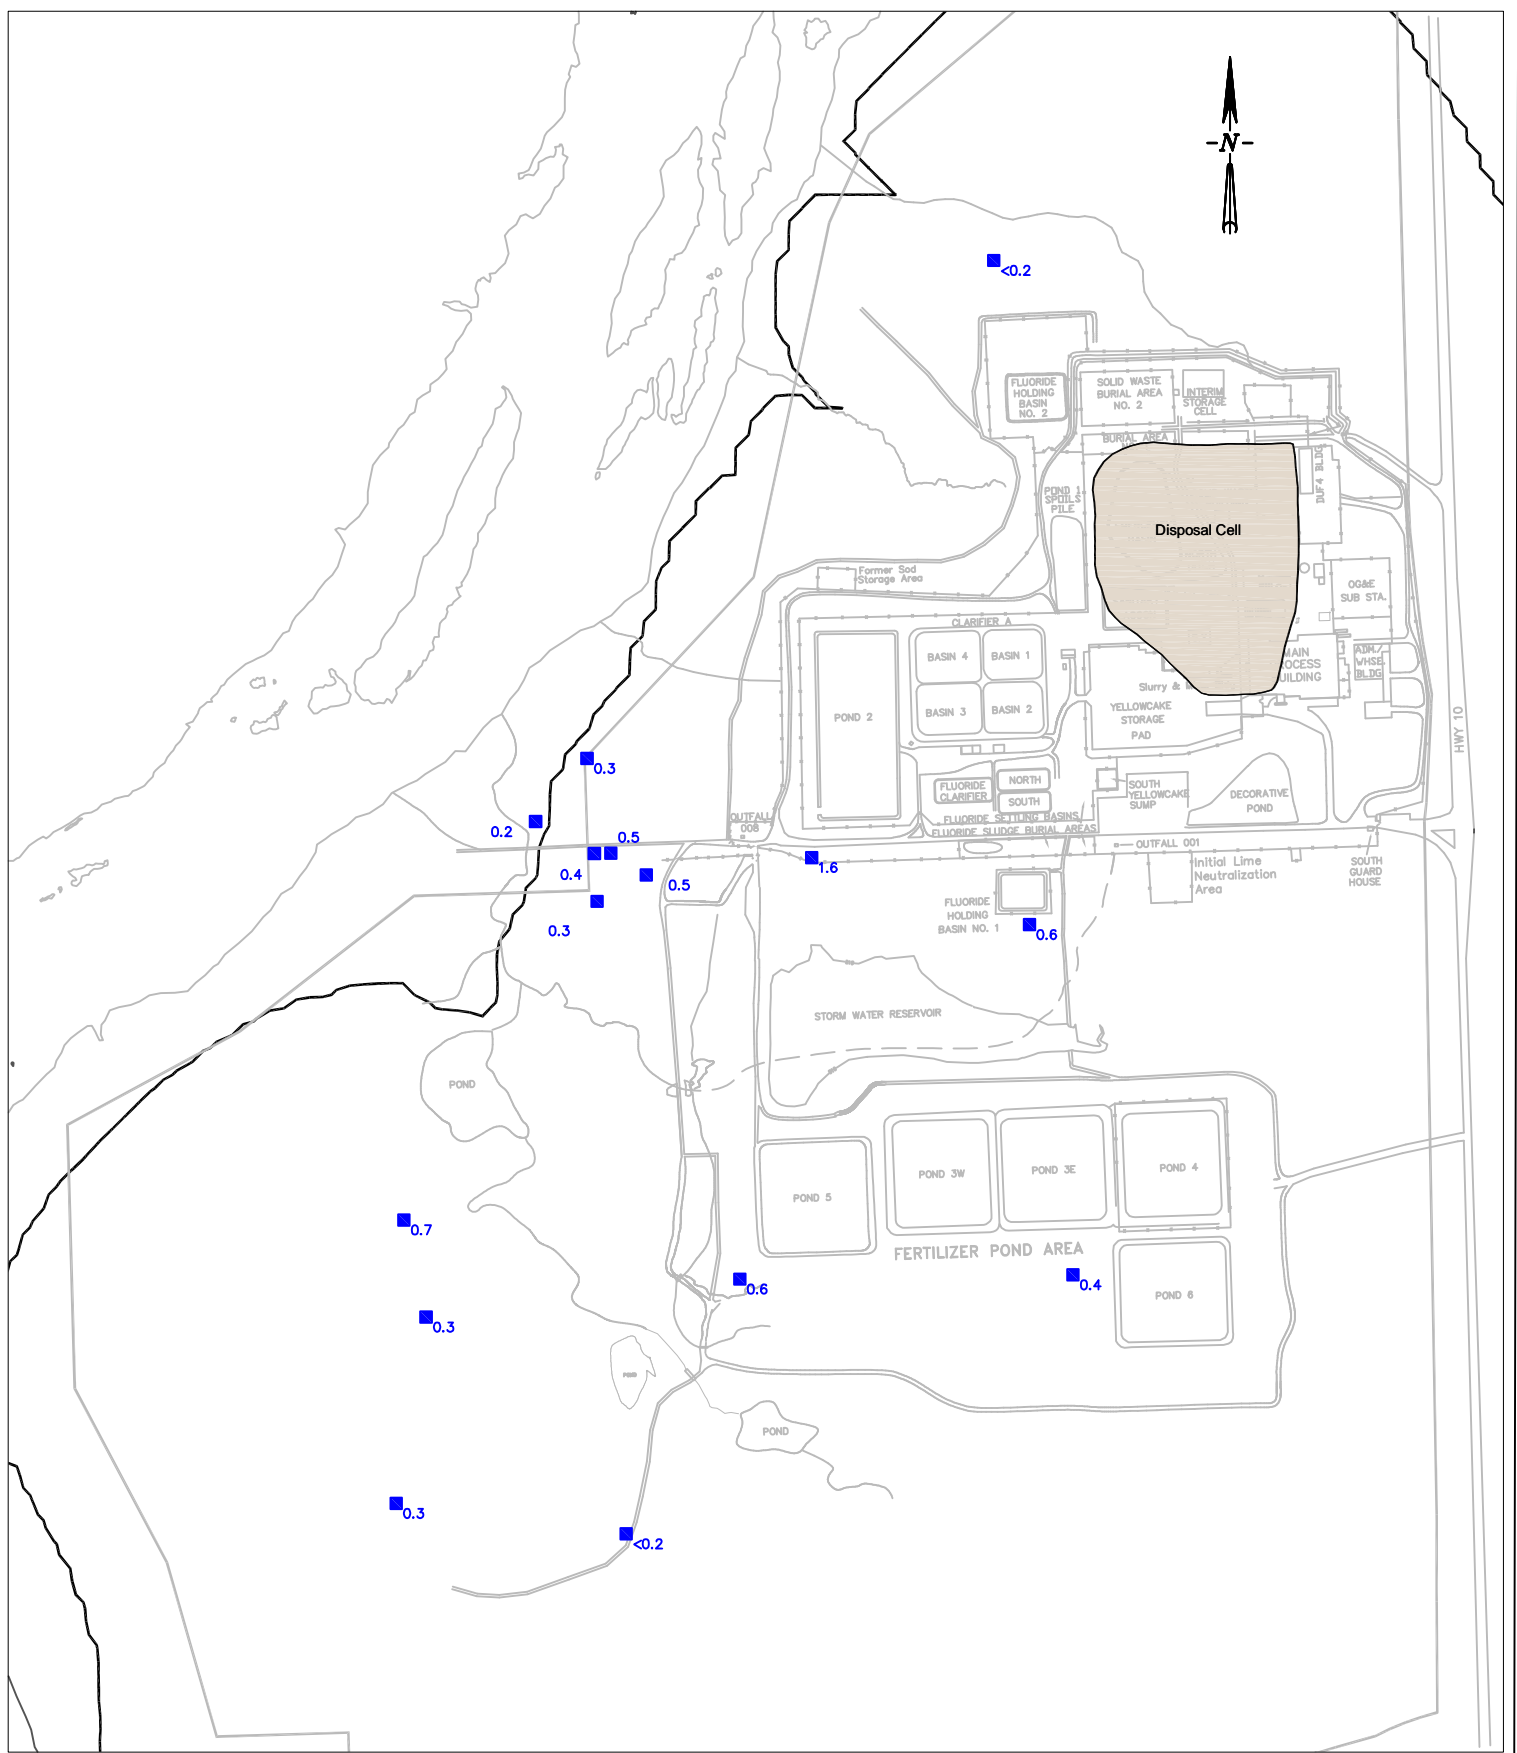 -N-
<0.2
FLUORIDE
HOLDING
BASIN
NO. 2
SOLID WASTE
BURIAL AREA
NO. 2
INTERIM
STORAGE
CELL
BURIAL AREA
DUF4 BLDG
POND 1
SPOILS
PILE
Disposal Cell
Former Sod
Storage Area
OG&E
SUB STA.
CLARIFIER A
BASIN 4
BASIN 1
MAIN
OCESS
UILDING
ADM./
WHSE.
BLDG
Slurry &
BASIN 3
BASIN 2
POND 2
YELLOWCAKE
STORAGE
PAD
HWY 10
0.3
FLUORIDE
CLARIFIER
NORTH
SOUTH
SOUTH
YELLOWCAKE
SUMP
DECORATIVE
POND
OUTFALL
008
FLUORIDE SETTLING BASINS
FLUORIDE SLUDGE BURIAL AREAS
0.2
0.5
OUTFALL 001
0.4
0.5
1.6
Initial Lime
Neutralization
Area
SOUTH
GUARD
HOUSE
FLUORIDE
HOLDING
BASIN NO. 1
0.3
0.6
STORM WATER RESERVOIR
POND
POND 5
POND 3W
POND 3E
POND 4
0.7
FERTILIZER POND AREA
0.6
0.4
POND 6
0.3
POND
POND
0.3
<0.2